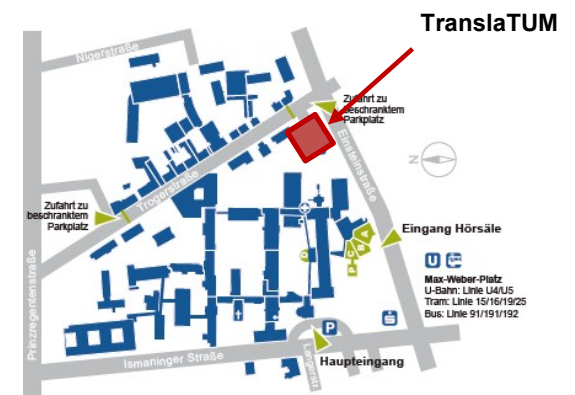 TranslaTUM
Nigerstraße
Zufahrt zu
beschranktem
Parkplatz
Einsteinstraße
N
Trogerstraße
Zufahrt zu
beschranktem
Parkplatz
Prinzregentenstraße
Eingang Hörsäle
A
B
C
P
D
U
Max-Weber-Platz
U-Bahn: Linie U4/U5
Tram: Linie 15/16/19/25
Bus: Linie 91/191/192
P
S
Ismaninger Straße
Langerstr.
Haupteingang